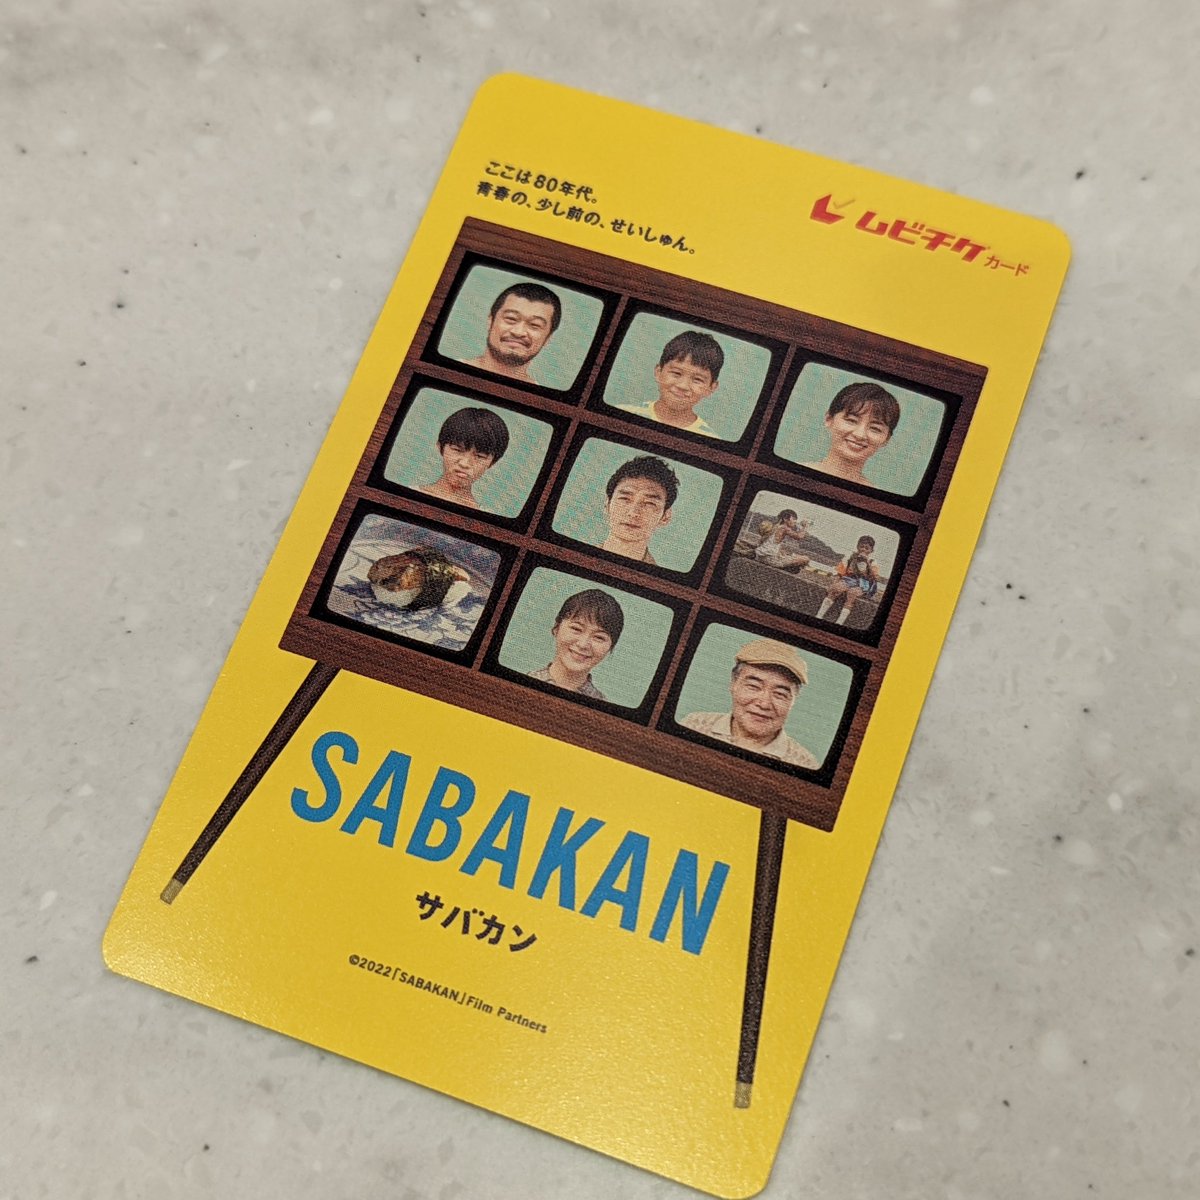 ここは80年代。
青春の、少し前の、せいしゅん。
ムビチケカード
SABAKAN
サバカン
©2022「SABAKAN」Film Partners